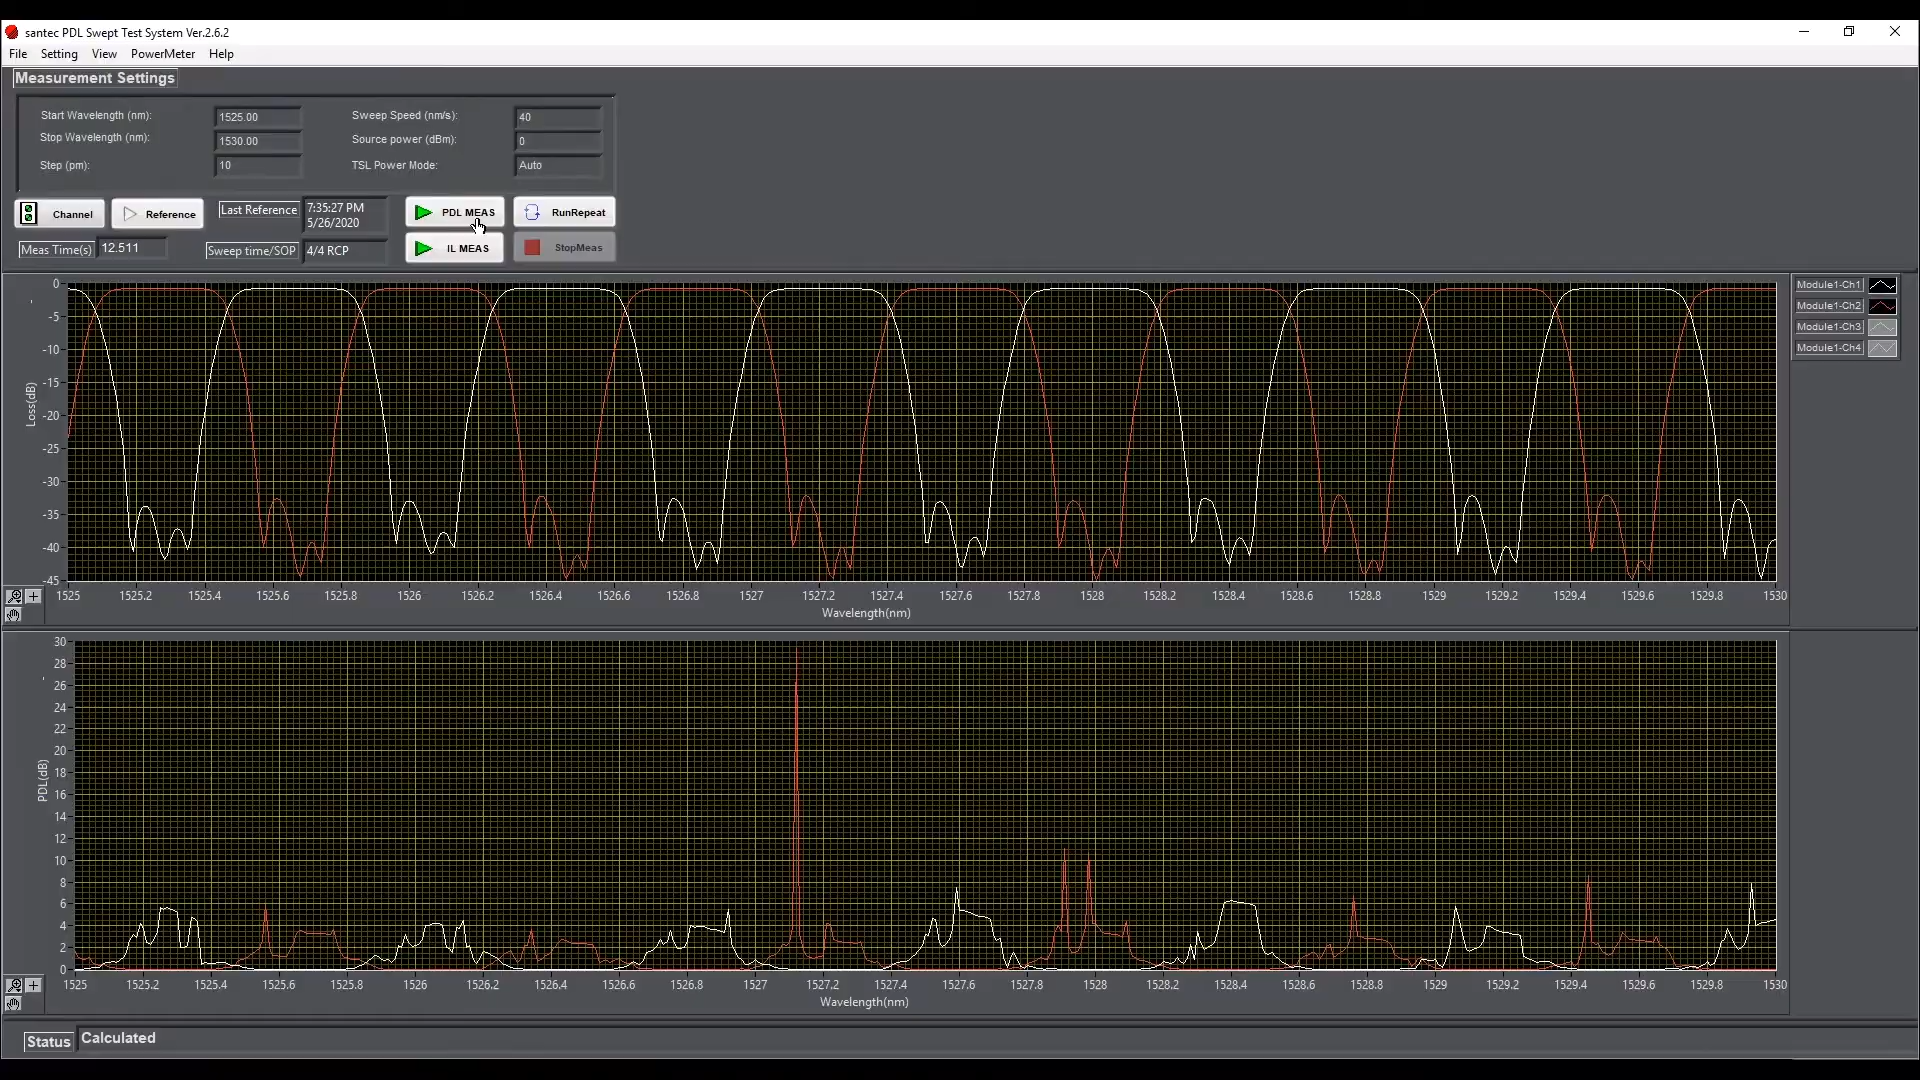 santec PDL Swept Test System Ver.2.6.2
File Setting View PowerMeter Help
Measurement Settings
Start Wavelength (nm): 1525.00 Sweep Speed (nm/s): 40
Stop Wavelength (nm): 1530.00 Source power (dBm): 0
Step (pm): 10 TSL Power Mode: Auto
Channel Reference Last Reference 7:35:27 PM 5/26/2020 PDL MEAS RunRepeat
Meas Time(s) 12.511 Sweep time/SOP 4/4 RCP IL MEAS StopMeas
Module1-Ch1
Module1-Ch2
Module1-Ch3
Module1-Ch4
Loss(dB)
0
-5
-10
-15
-20
-25
-30
-35
-40
-45
1525 1525.2 1525.4 1525.6 1525.8 1526 1526.2 1526.4 1526.6 1526.8 1527 1527.2 1527.4 1527.6 1527.8 1528 1528.2 1528.4 1528.6 1528.8 1529 1529.2 1529.4 1529.6 1529.8 1530
Wavelength(nm)
PDL(dB)
30
28
26
24
22
20
18
16
14
12
10
8
6
4
2
0
1525 1525.2 1525.4 1525.6 1525.8 1526 1526.2 1526.4 1526.6 1526.8 1527 1527.2 1527.4 1527.6 1527.8 1528 1528.2 1528.4 1528.6 1528.8 1529 1529.2 1529.4 1529.6 1529.8 1530
Wavelength(nm)
Status Calculated